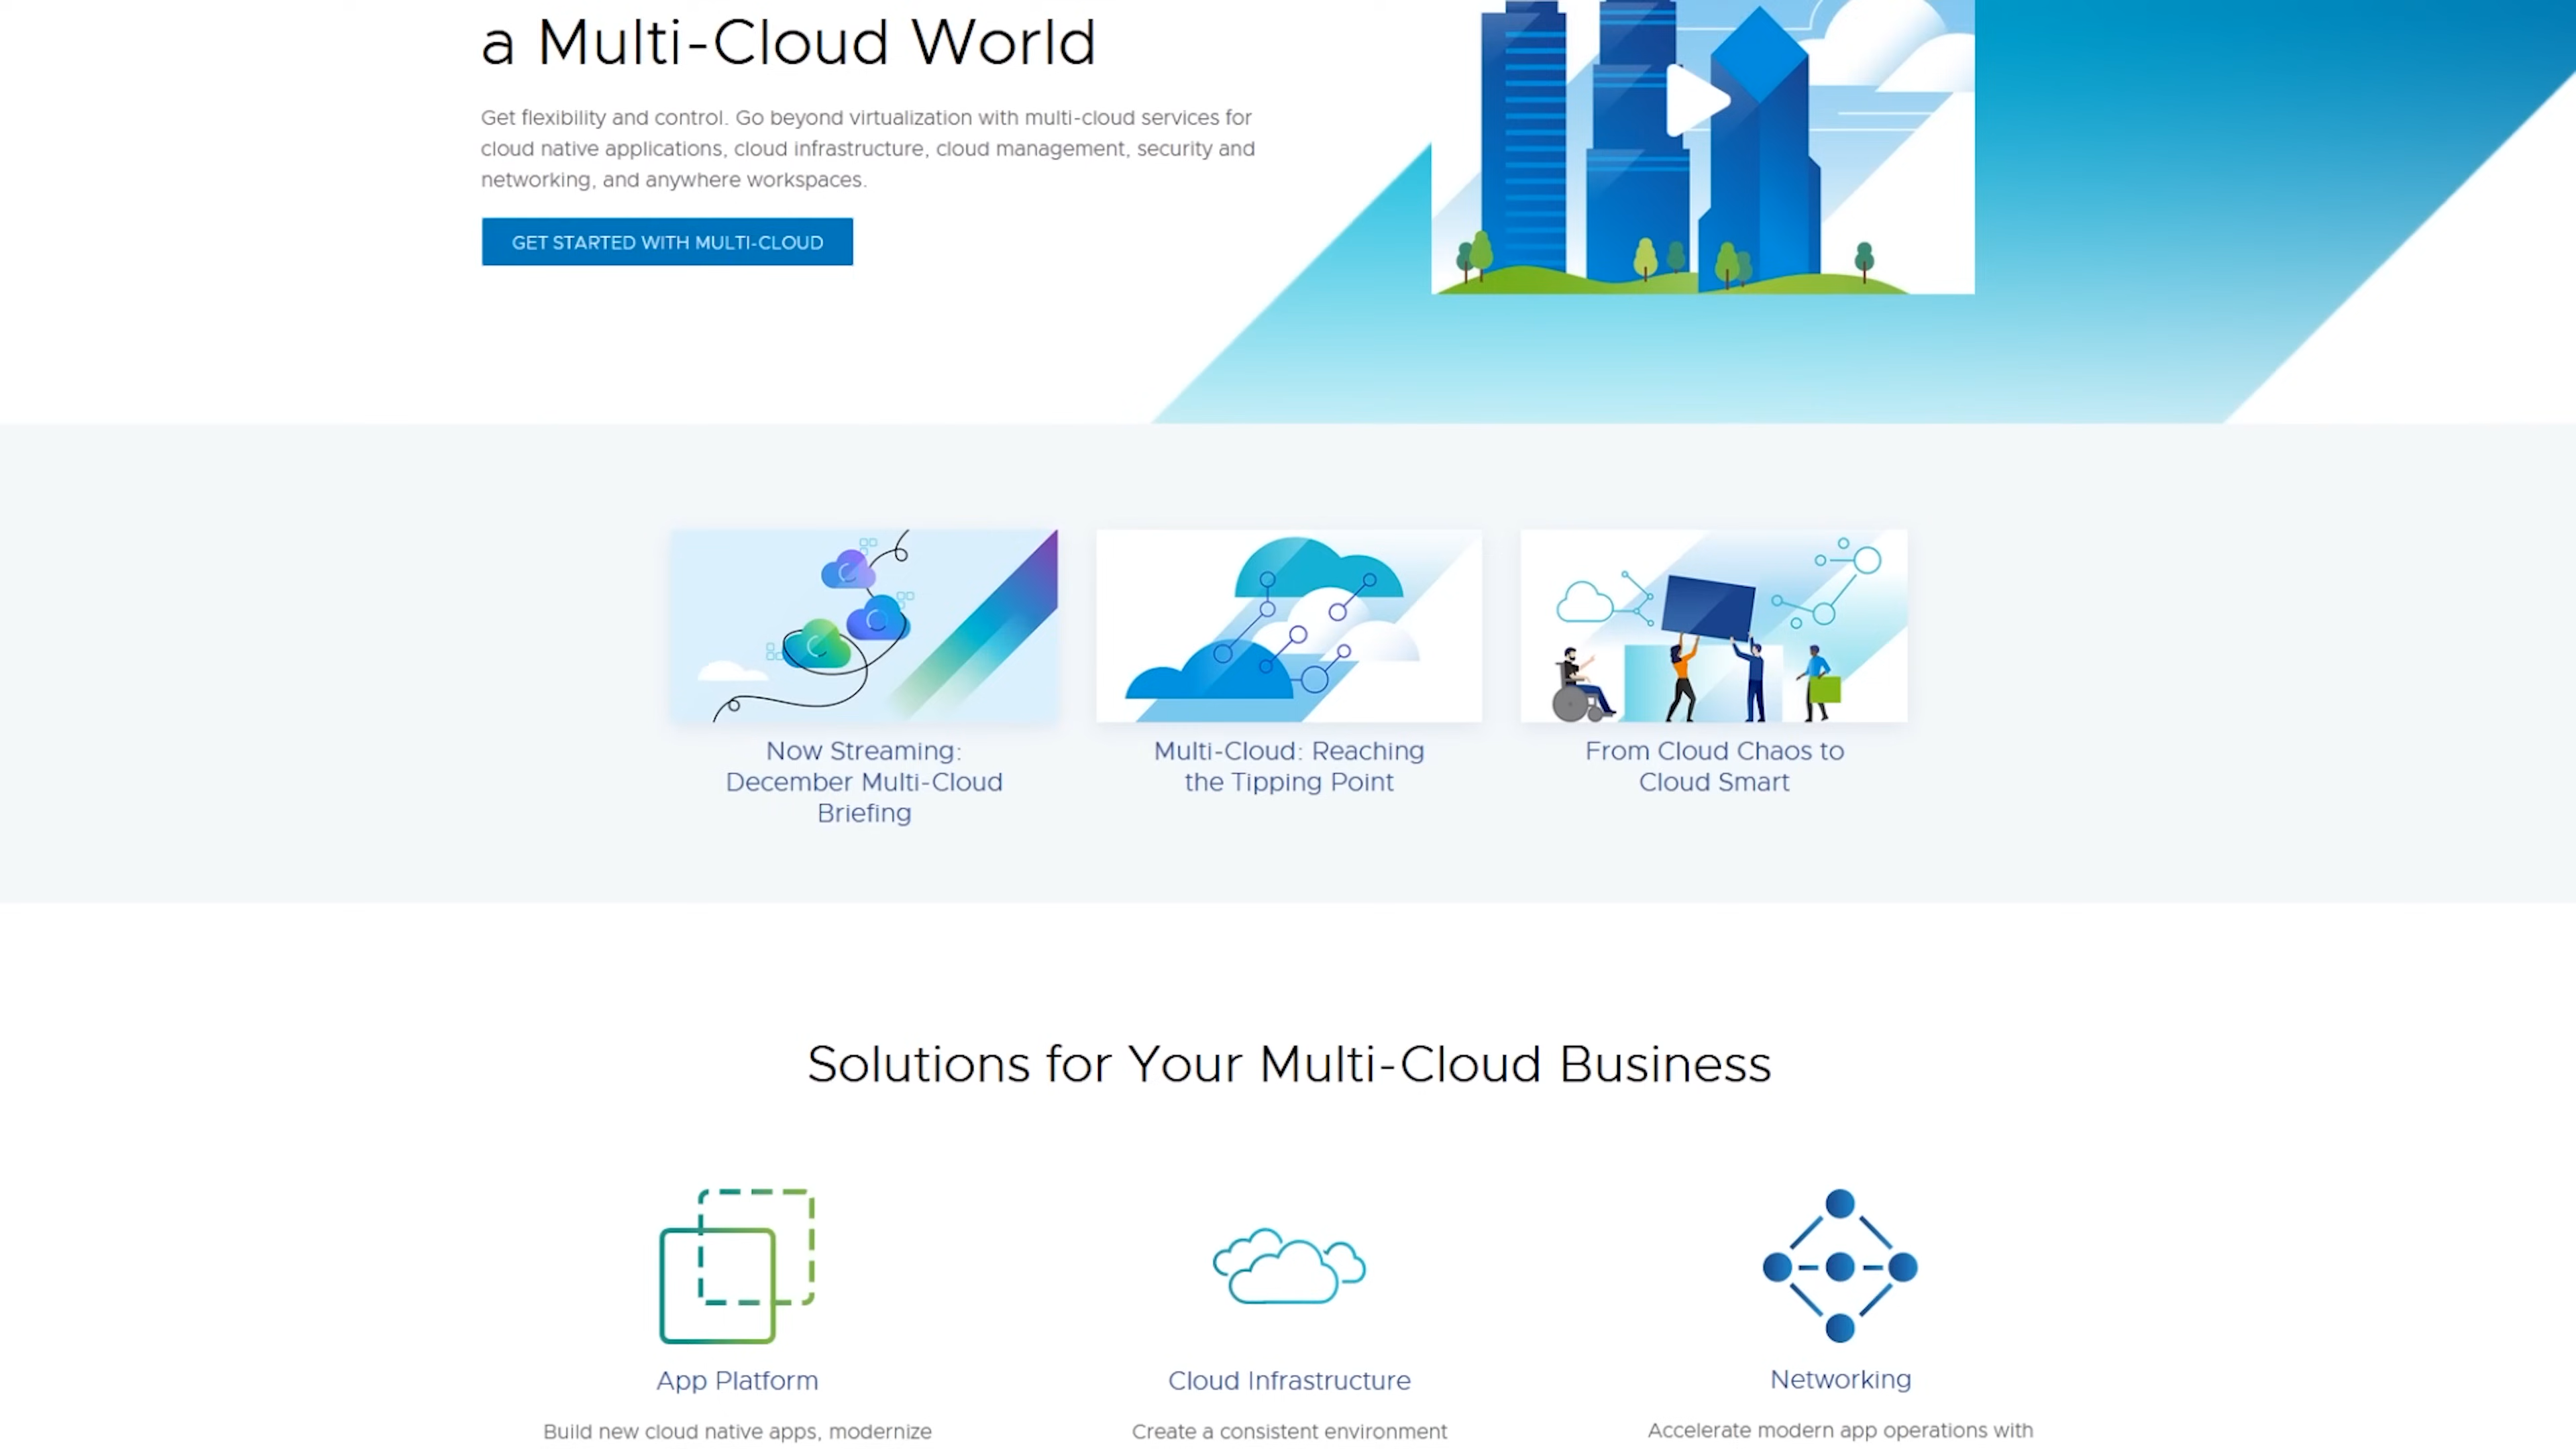 a Multi-Cloud World
Get flexibility and control. Go beyond virtualization with multi-cloud services for
cloud native applications, cloud infrastructure, cloud management, security and
networking, and anywhere workspaces.
GET STARTED WITH MULTI-CLOUD
Now Streaming:
December Multi-Cloud
Briefing
Multi-Cloud: Reaching
the Tipping Point
From Cloud Chaos to
Cloud Smart
Solutions for Your Multi-Cloud Business
App Platform
Build new cloud native apps, modernize
Cloud Infrastructure
Create a consistent environment
Networking
Accelerate modern app operations with